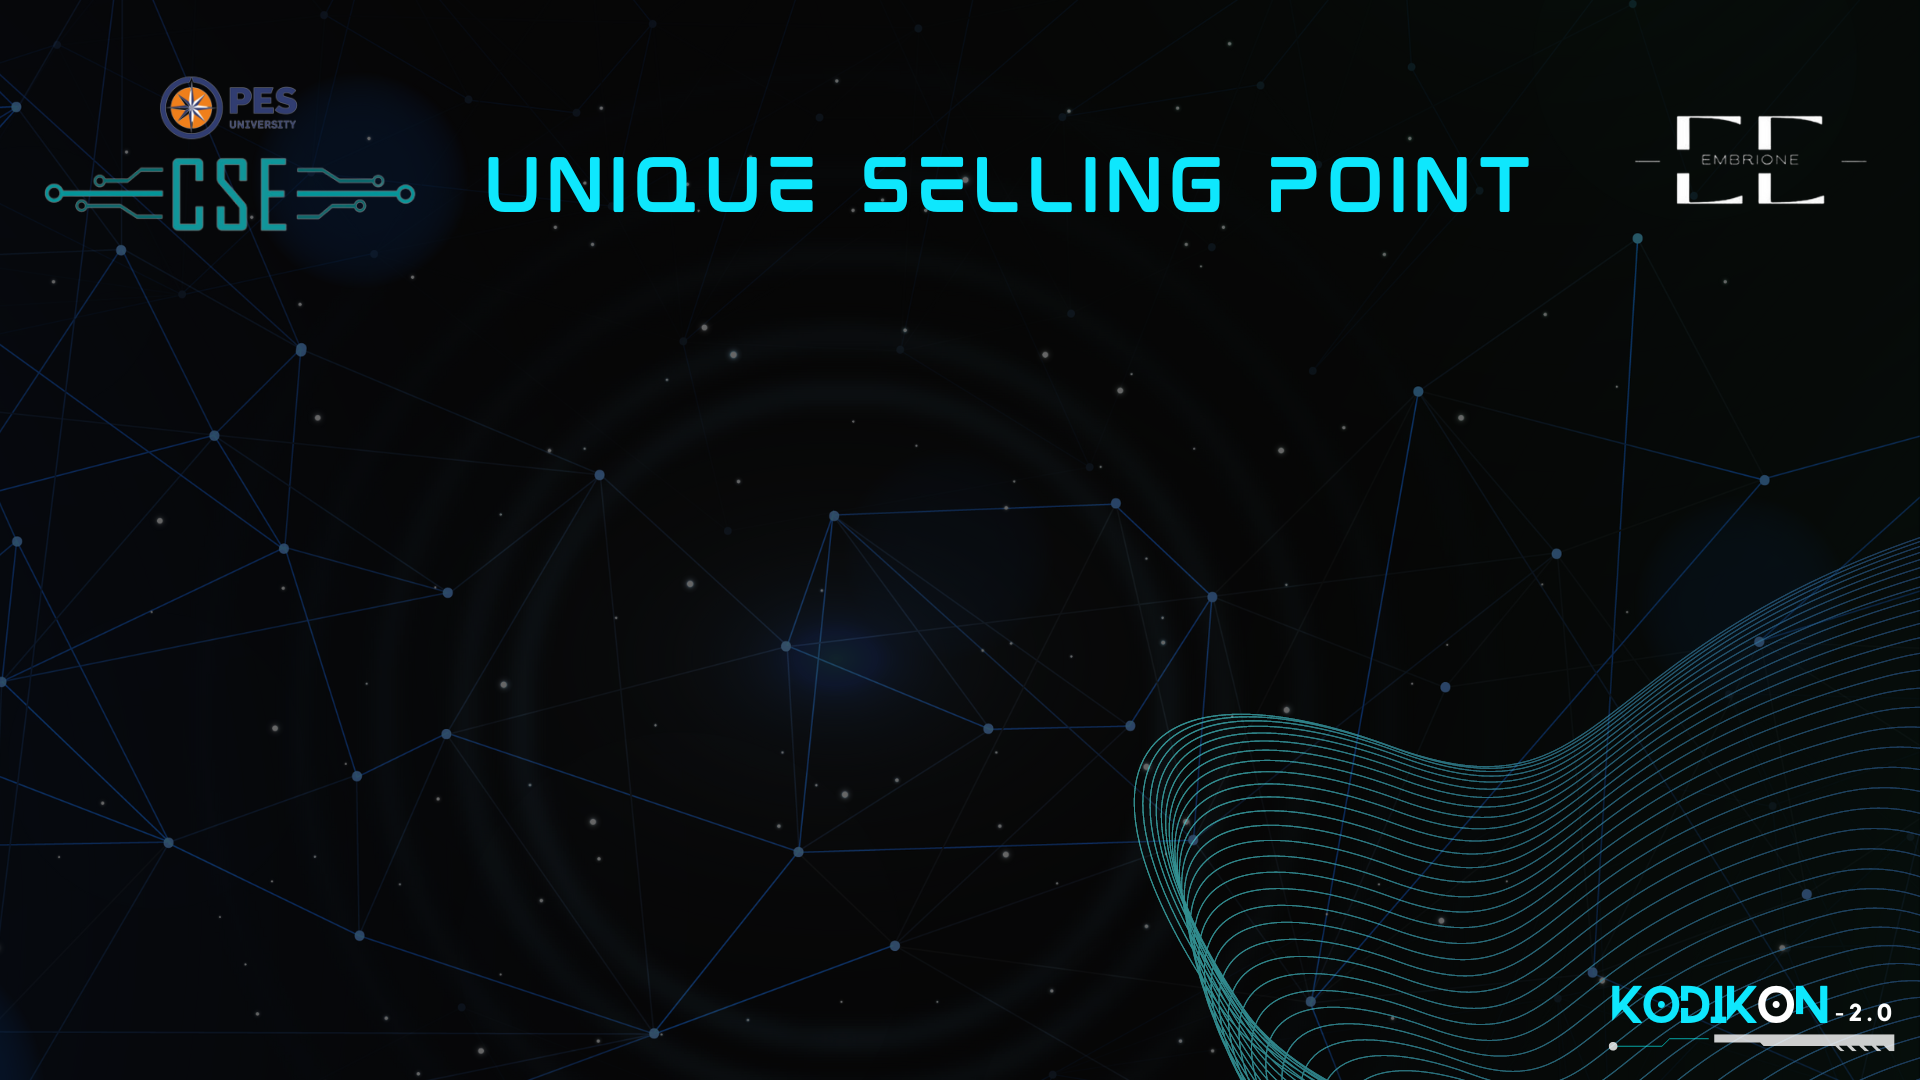 PES
UNIVERSITY
CSE
UNIQUE SELLING POINT
EMBRIONE
KODIKON - 2.0